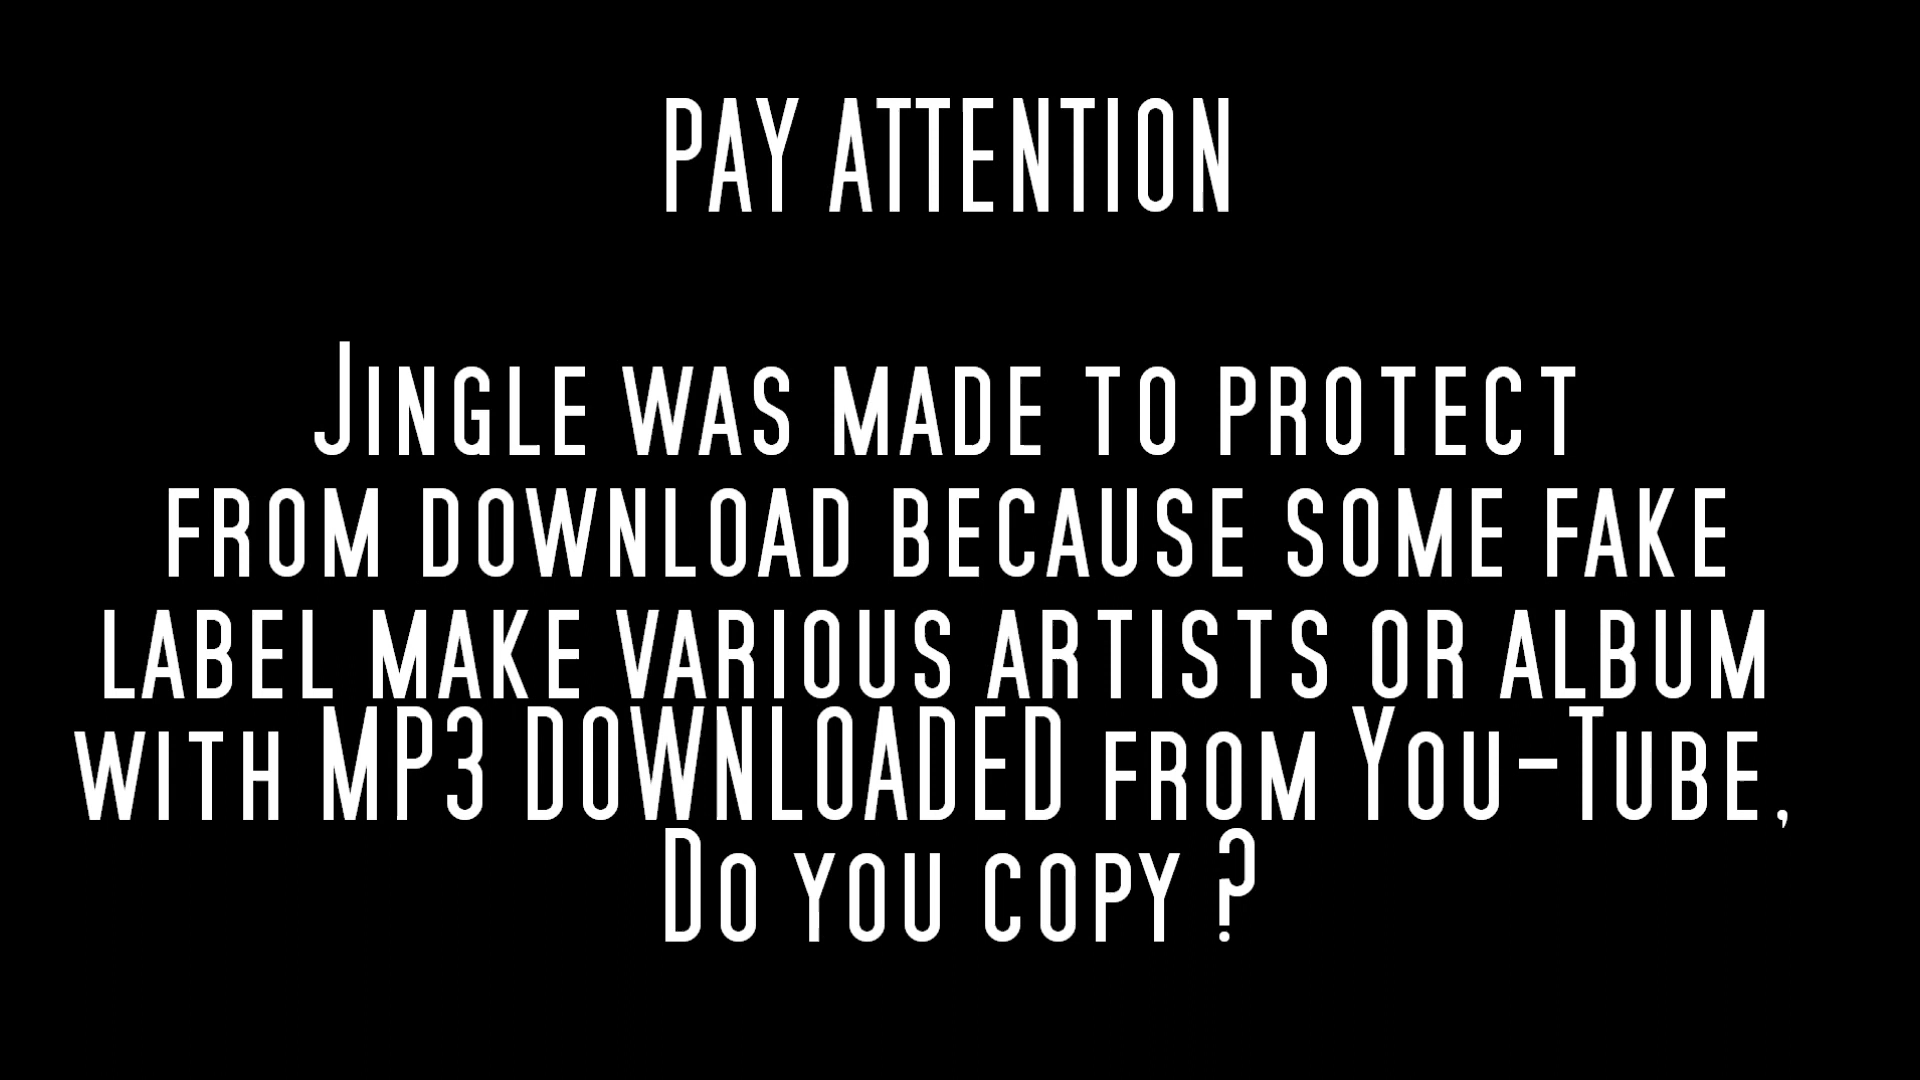 PAY ATTENTION
Jingle was made to protect
from download because some fake
label make various artists or album
with MP3 DOWNLOADED from You-Tube,
Do you copy ?